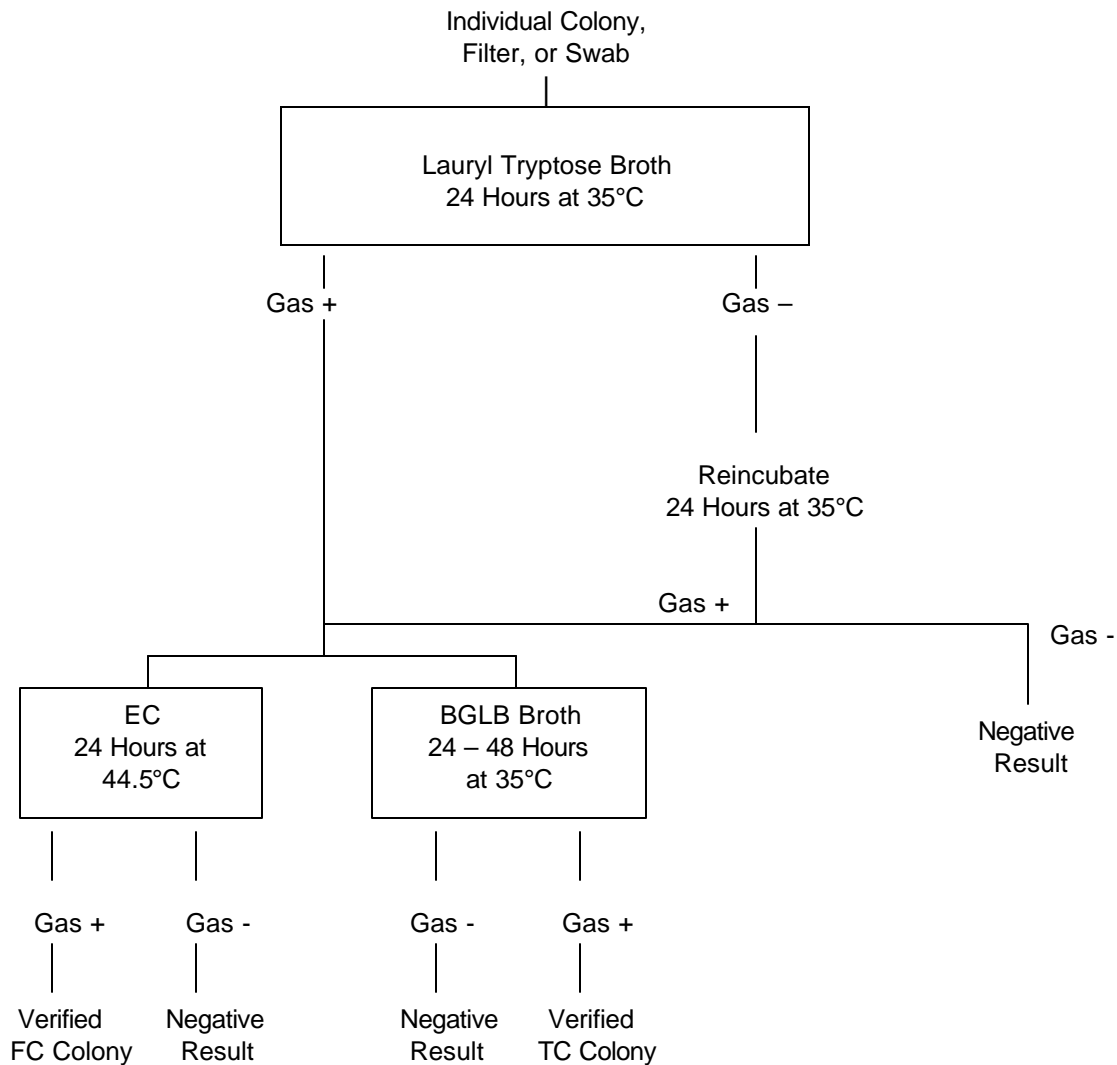 Individual Colony,
Filter, or Swab
Lauryl Tryptose Broth
24 Hours at 35°C
Gas +
Gas –
Reincubate
24 Hours at 35°C
Gas +
Gas -
EC
24 Hours at
44.5°C
BGLB Broth
24 – 48 Hours
at 35°C
Negative
Result
Gas +
Gas -
Gas -
Gas +
Verified
FC Colony
Negative
Result
Negative
Result
Verified
TC Colony